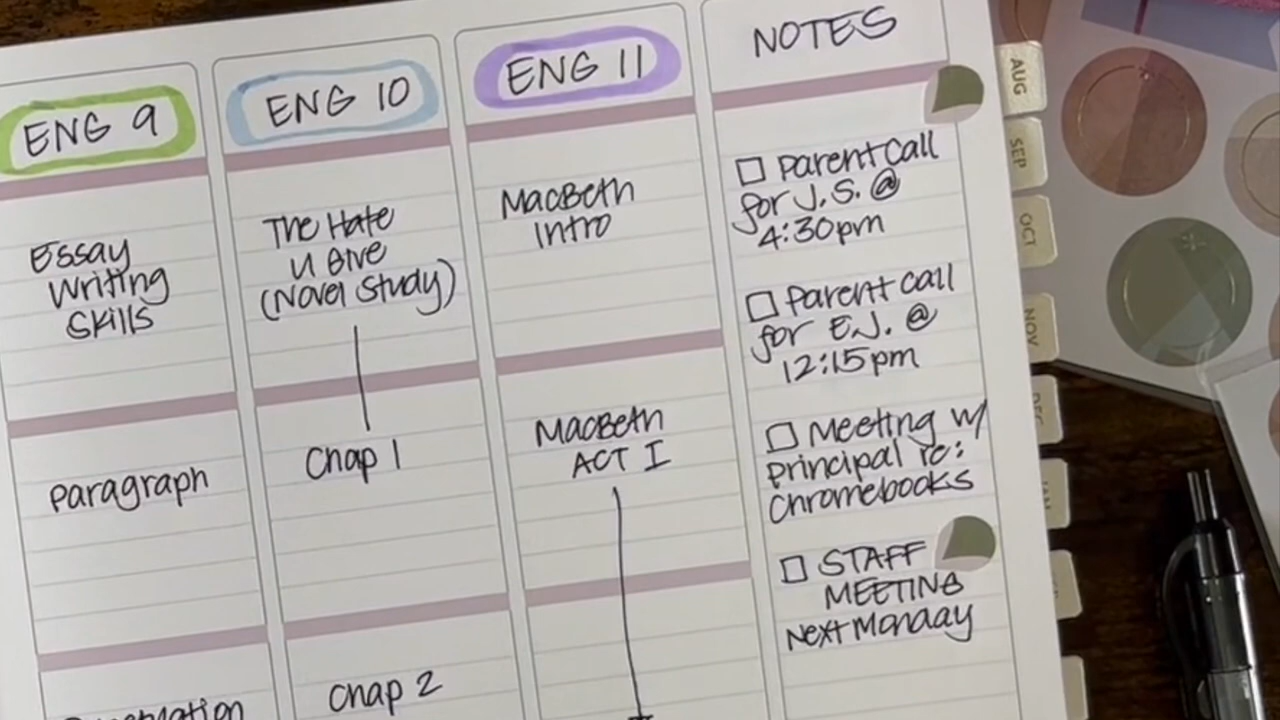 ENG 9
Essay
Writing
Skills
Paragraph
ENG 10
The Hate
U Give
(Novel Study)
Chap 1
Chap 2
ENG 11
MacBeth
Intro
MacBeth
ACT I
NOTES
Parent Call
for J.S. @
4:30pm
Parent call
for E.J. @
12:15pm
Meeting w/
principal re:
Chromebooks
STAFF
MEETING
Next Monday
AUG
SEP
OCT
NOV
DEC
JAN